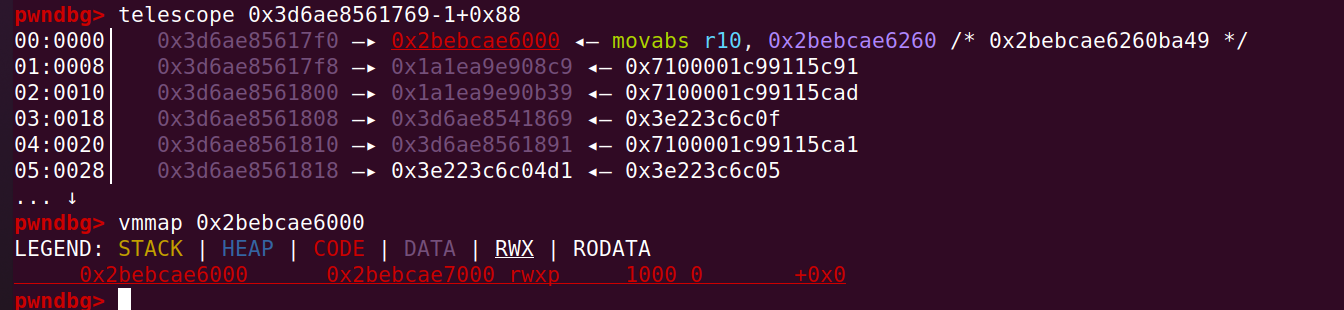 pwndbg> telescope 0x3d6ae8561769-1+0x88
00:0000│ 0x3d6ae85617f0 —▸ 0x2bebcae6000 ◂— movabs r10, 0x2bebcae6260 /* 0x2bebcae6260ba49 */
01:0008│ 0x3d6ae85617f8 —▸ 0x1a1ea9e908c9 ◂— 0x7100001c99115c91
02:0010│ 0x3d6ae8561800 —▸ 0x1a1ea9e90b39 ◂— 0x7100001c99115cad
03:0018│ 0x3d6ae8561808 —▸ 0x3d6ae8541869 ◂— 0x3e223c6c0f
04:0020│ 0x3d6ae8561810 —▸ 0x3d6ae8561891 ◂— 0x7100001c99115ca1
05:0028│ 0x3d6ae8561818 —▸ 0x3e223c6c04d1 ◂— 0x3e223c6c05
... ↓
pwndbg> vmmap 0x2bebcae6000
LEGEND: STACK | HEAP | CODE | DATA | RWX | RODATA
0x2bebcae6000 0x2bebcae7000 rwxp 1000 0 +0x0
pwndbg>